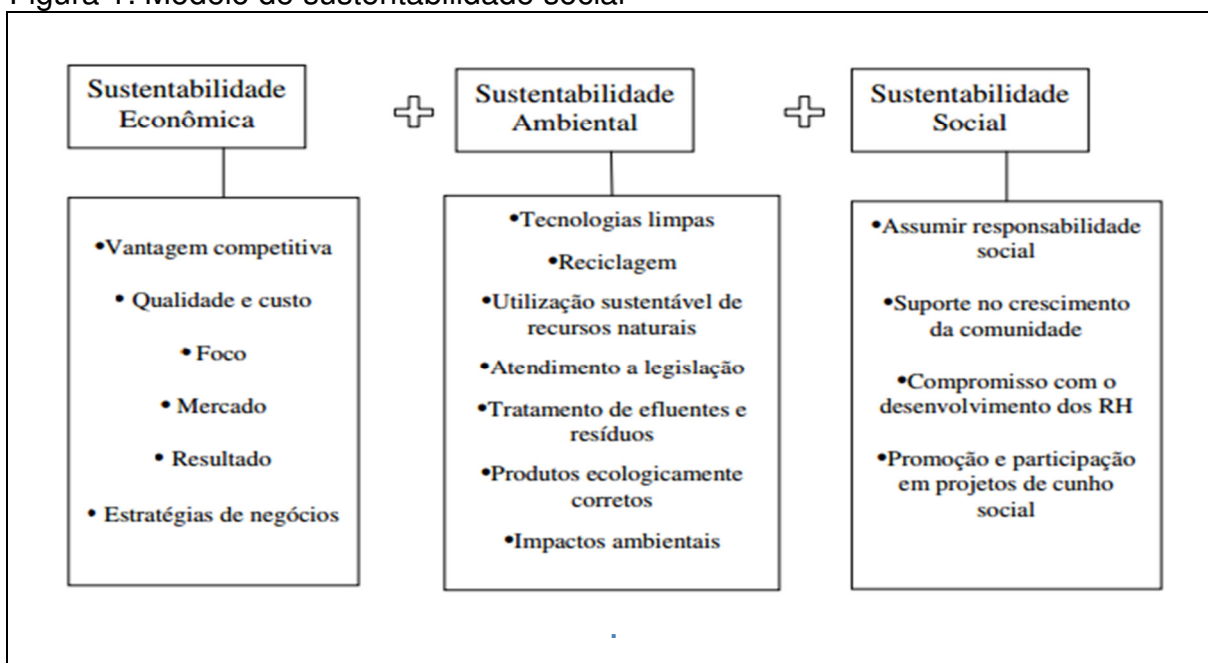 Figura 1: Modelo de sustentabilidade social
Sustentabilidade
Econômica
Sustentabilidade
Ambiental
Sustentabilidade
Social
•Vantagem competitiva
• Qualidade e custo
•Foco
• Mercado
• Resultado
• Estratégias de negócios
•Tecnologias limpas
•Reciclagem
•Utilização sustentável de
recursos naturais
•Atendimento a legislação
•Tratamento de efluentes e
resíduos
•Produtos ecologicamente
corretos
•Impactos ambientais
•Assumir responsabilidade
social
•Suporte no crescimento
da comunidade
•Compromisso com o
desenvolvimento dos RH
•Promoção e participação
em projetos de cunho
social